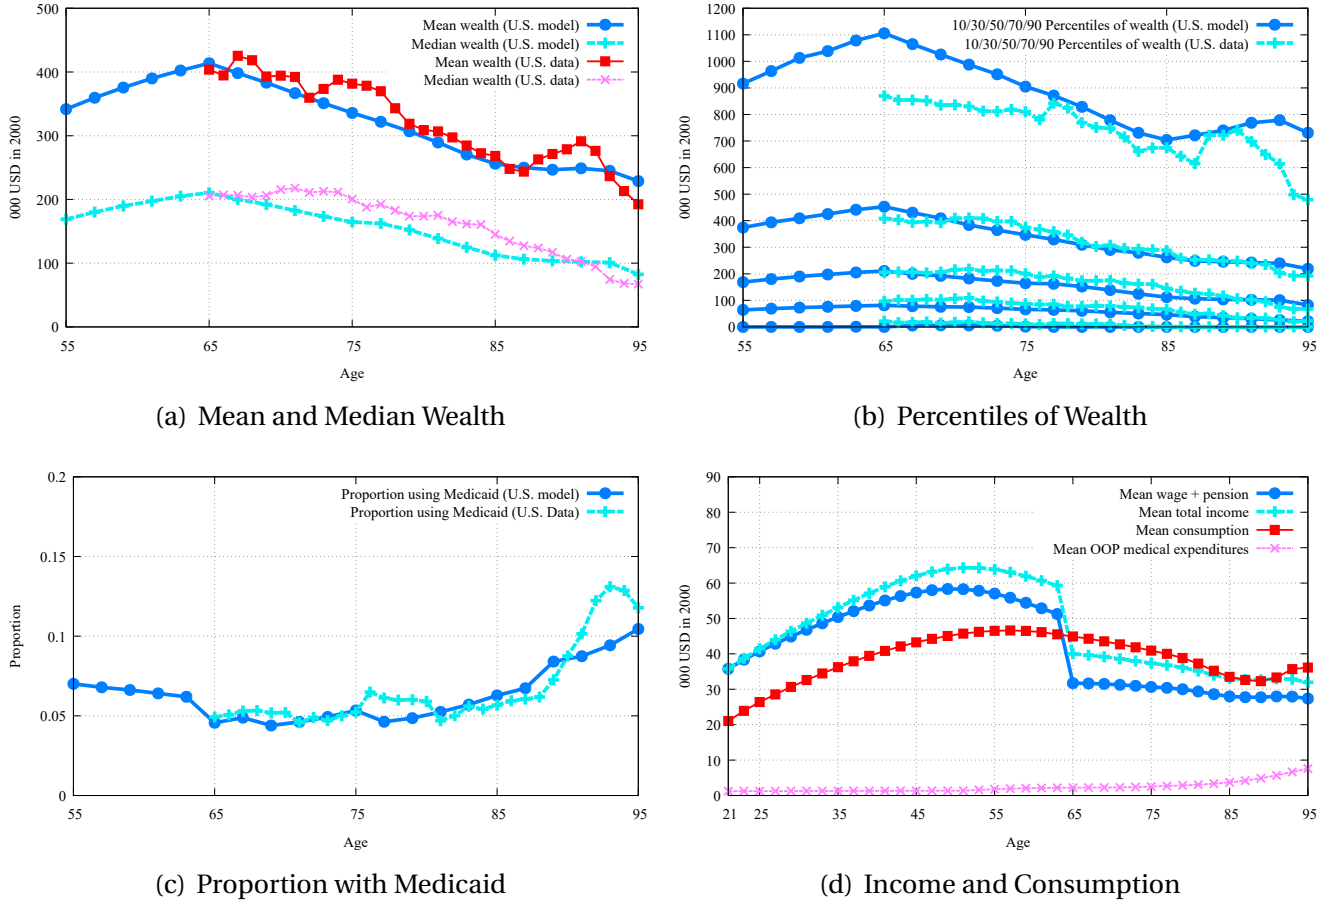 000 USD in 2000
500
400
300
200
100
0
55
65
75
85
95
Age
Mean wealth (U.S. model)
Median wealth (U.S. model)
Mean wealth (U.S. data)
Median wealth (U.S. data)
(a) Mean and Median Wealth
000 USD in 2000
1200
1100
1000
900
800
700
600
500
400
300
200
100
0
55
65
75
85
95
Age
10/30/50/70/90 Percentiles of wealth (U.S. model)
10/30/50/70/90 Percentiles of wealth (U.S. data)
(b) Percentiles of Wealth
Proportion
0.2
0.15
0.1
0.05
0
55
65
75
85
95
Age
Proportion using Medicaid (U.S. model)
Proportion using Medicaid (U.S. Data)
(c) Proportion with Medicaid
000 USD in 2000
90
80
70
60
50
40
30
20
10
0
21
25
35
45
55
65
75
85
95
Age
Mean wage + pension
Mean total income
Mean consumption
Mean OOP medical expenditures
(d) Income and Consumption